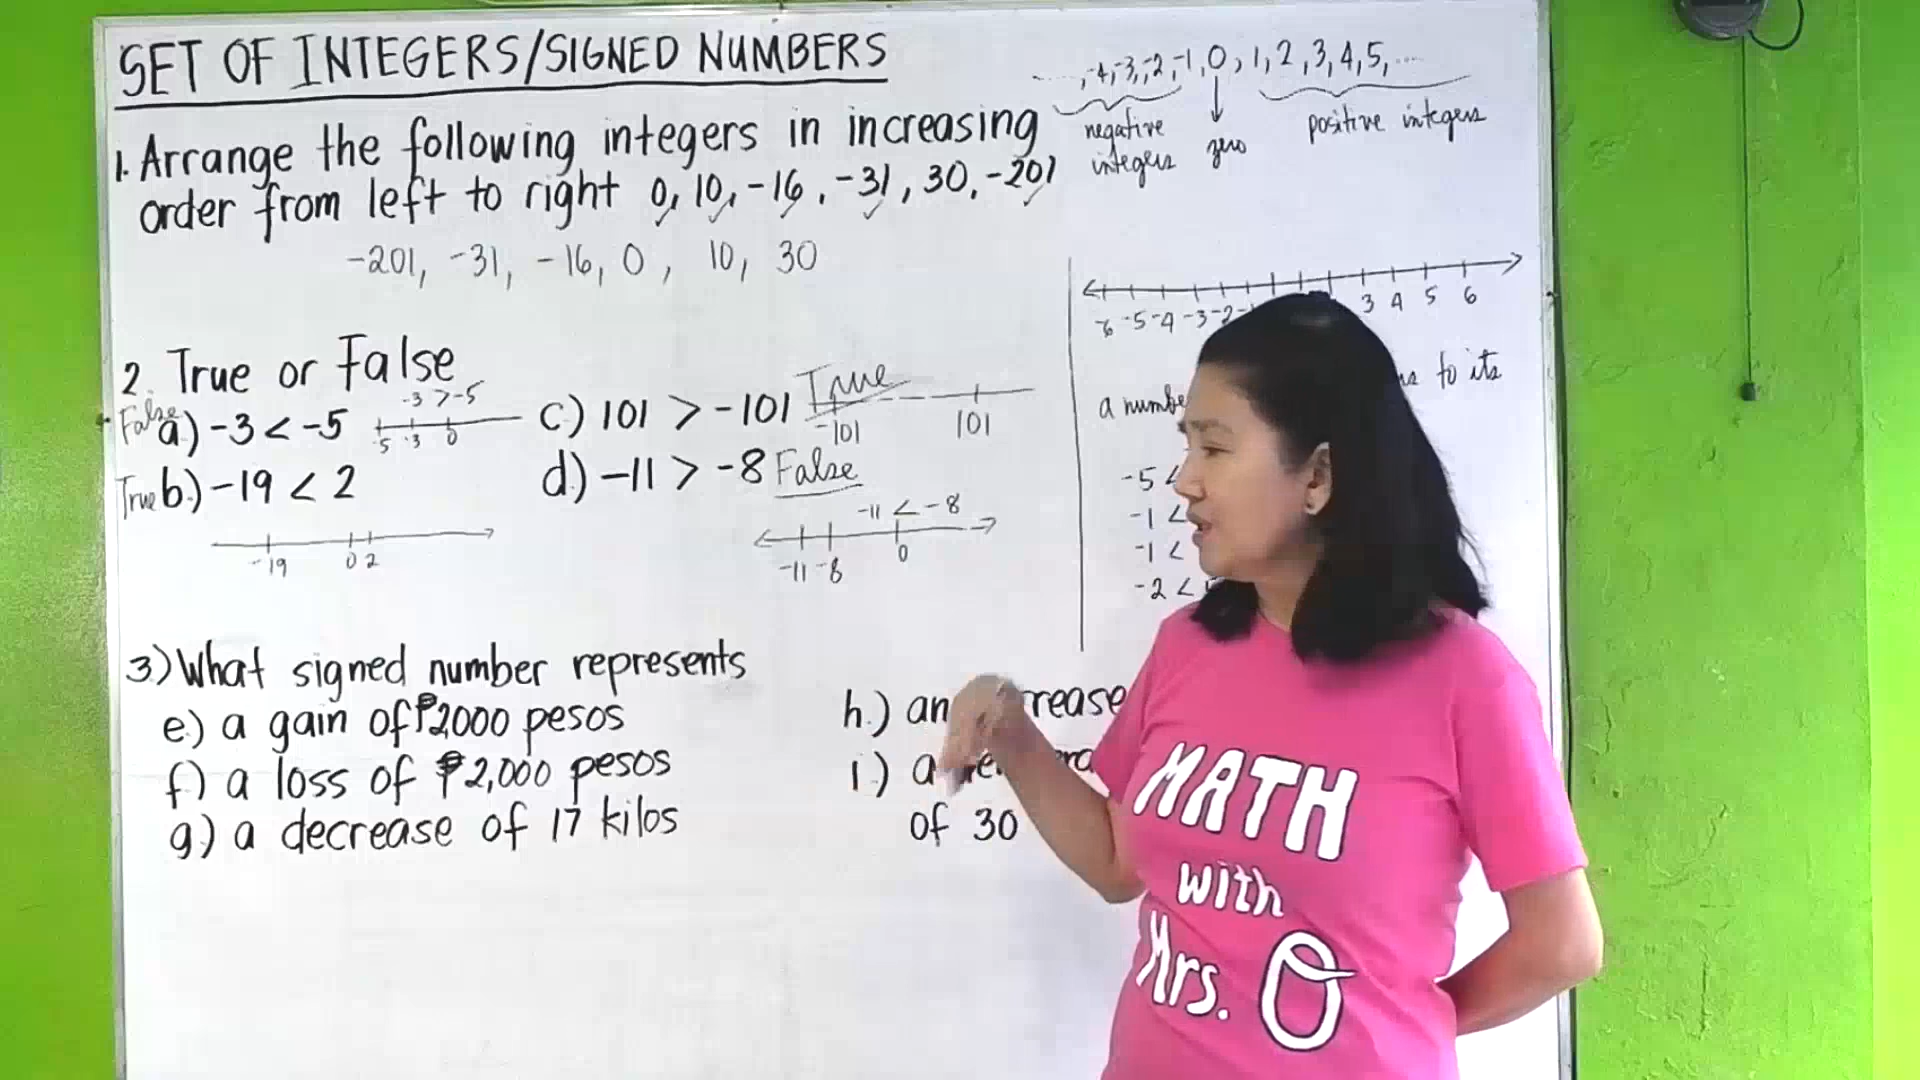 SET OF INTEGERS/SIGNED NUMBERS
....., -4, -3, -2, -1, 0, 1, 2, 3, 4, 5, ....
negative integers
zero
positive integers
1. Arrange the following integers in increasing
order from left to right 0, 10, -16, -31, 30, -201
-201, -31, -16, 0, 10, 30
2. True or False
False a.) -3 < -5
-3 > -5
-5 -3 0
True b.) -19 < 2
-19 0 2
c.) 101 > -101 True
-101 101
d.) -11 > -8 False
-11 < -8
-11 -8 0
3.) What signed number represents
e.) a gain of ₱2000 pesos
f.) a loss of ₱2,000 pesos
g.) a decrease of 17 kilos
h.) an
i.) a
of 30
-6 -5 -4 -3 -2 3 4 5 6
a to its
-5 <
-1 <
-1 <
-2 <
MATH
with
Mrs. O